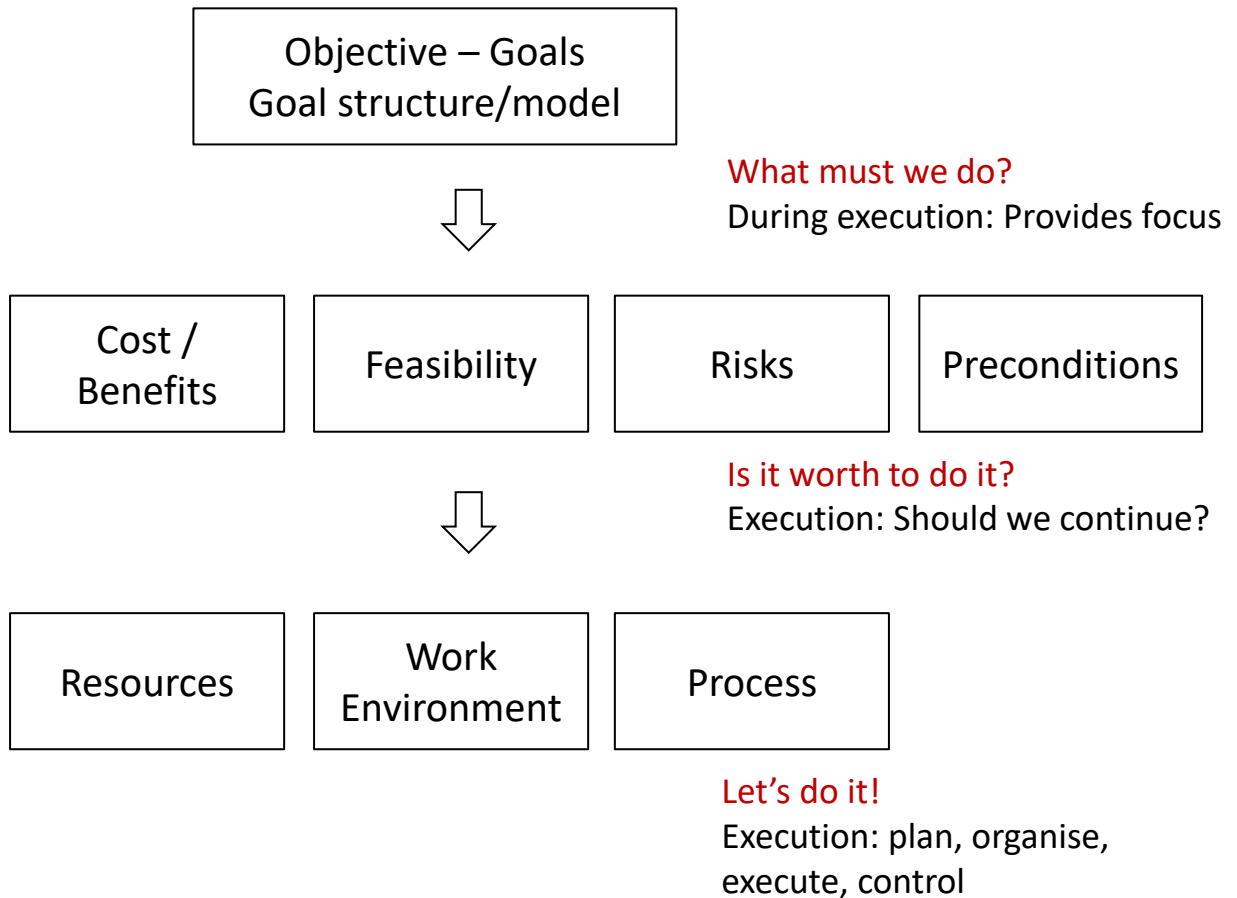 Objective – Goals
Goal structure/model
What must we do?
During execution: Provides focus
Cost /
Benefits
Feasibility
Risks
Preconditions
Is it worth to do it?
Execution: Should we continue?
Resources
Work
Environment
Process
Let’s do it!
Execution: plan, organise,
execute, control